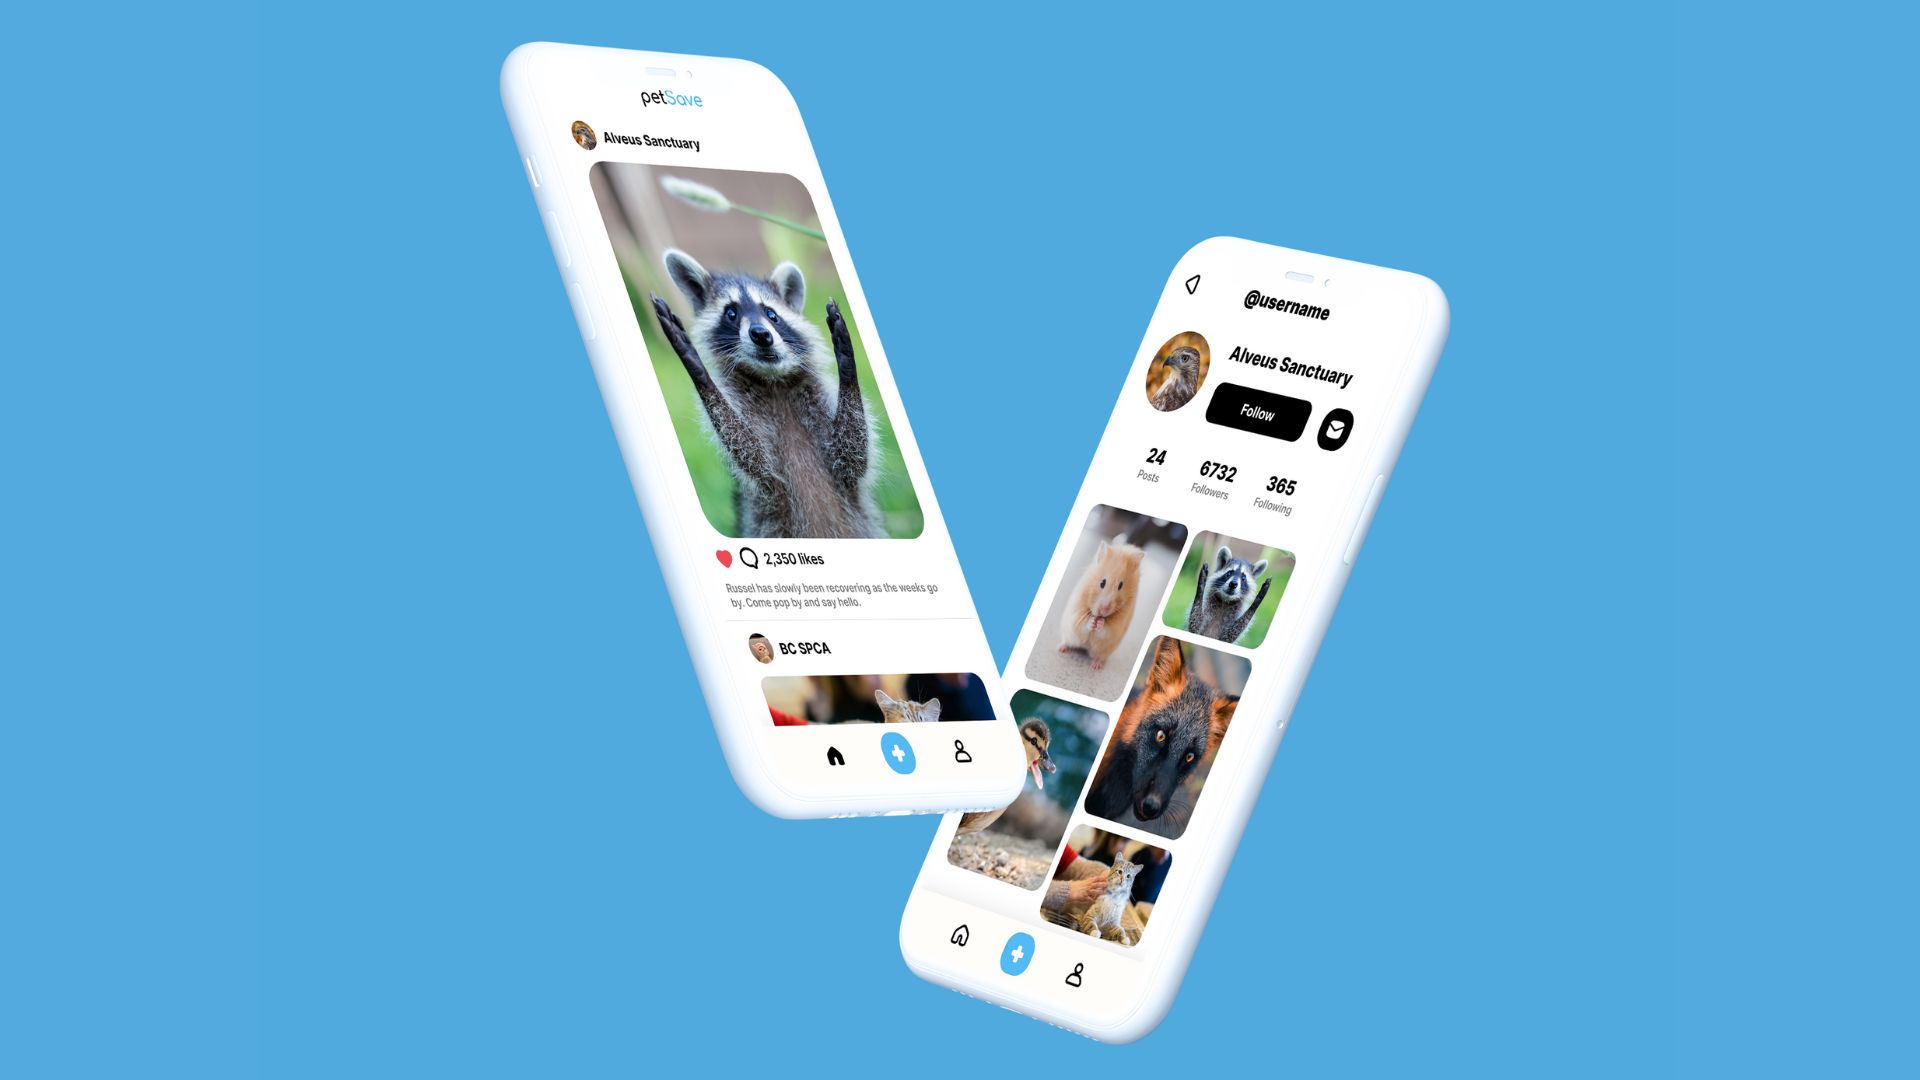 petSave
Alveus Sanctuary
2,350 likes
Russel has slowly been recovering as the weeks go
by. Come pop by and say hello.
BC SPCA
@username
Alveus Sanctuary
Follow
24
Posts
6732
Followers
365
Following